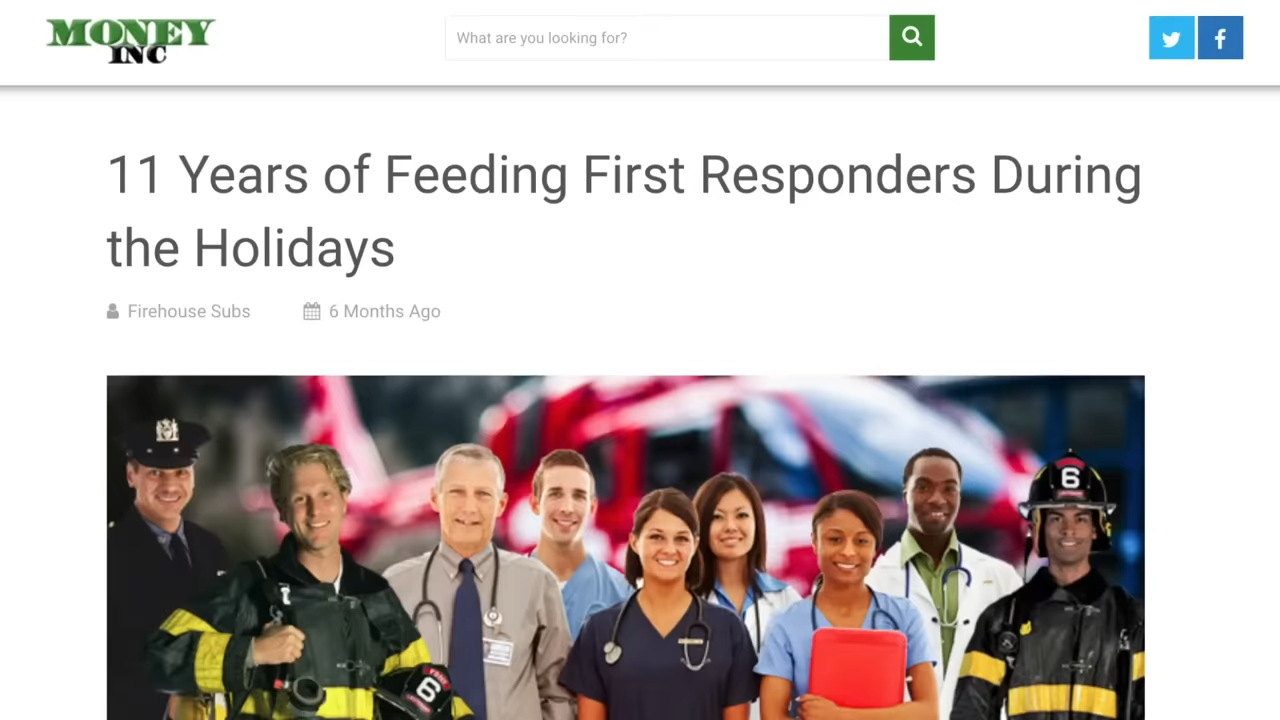 MONEY
INC
What are you looking for?
11 Years of Feeding First Responders During
the Holidays
Firehouse Subs
6 Months Ago
6
6